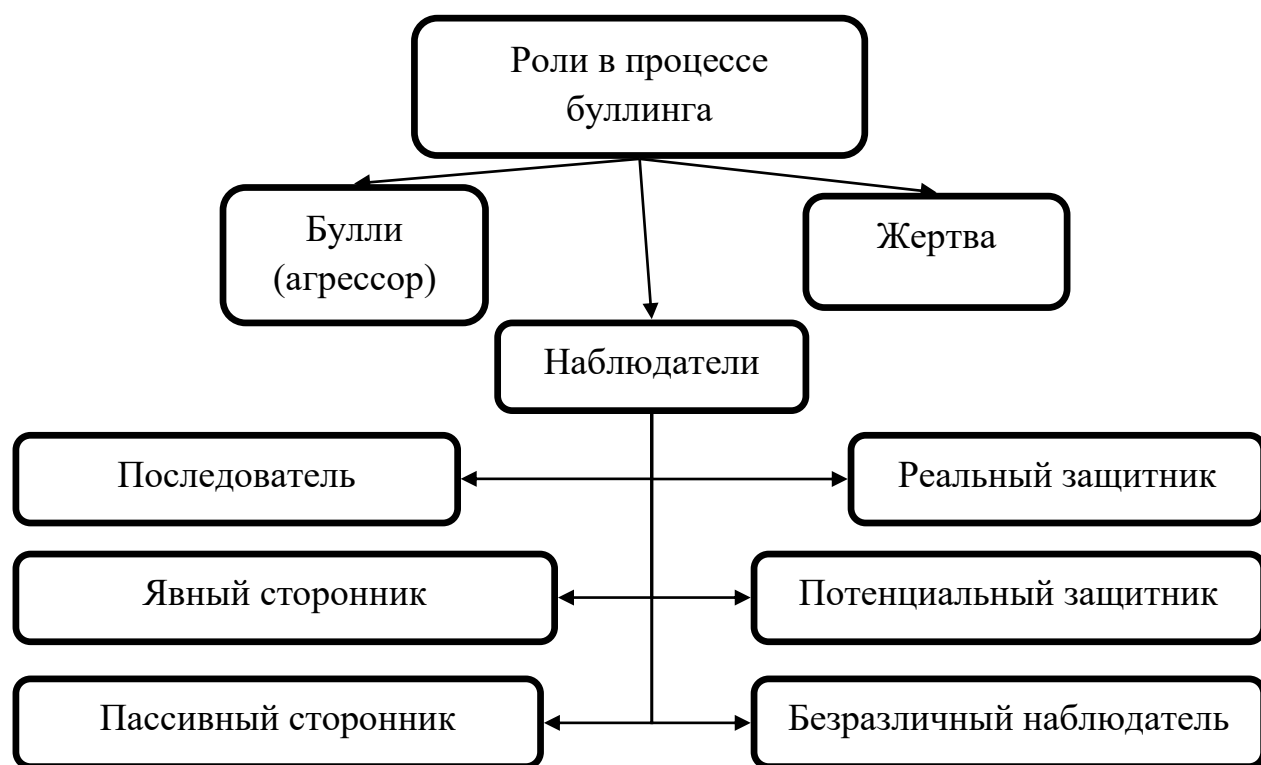 Роли в процессе
буллинга
Булли
(агрессор)
Жертва
Наблюдатели
Последователь
Реальный защитник
Явный сторонник
Потенциальный защитник
Пассивный сторонник
Безразличный наблюдатель